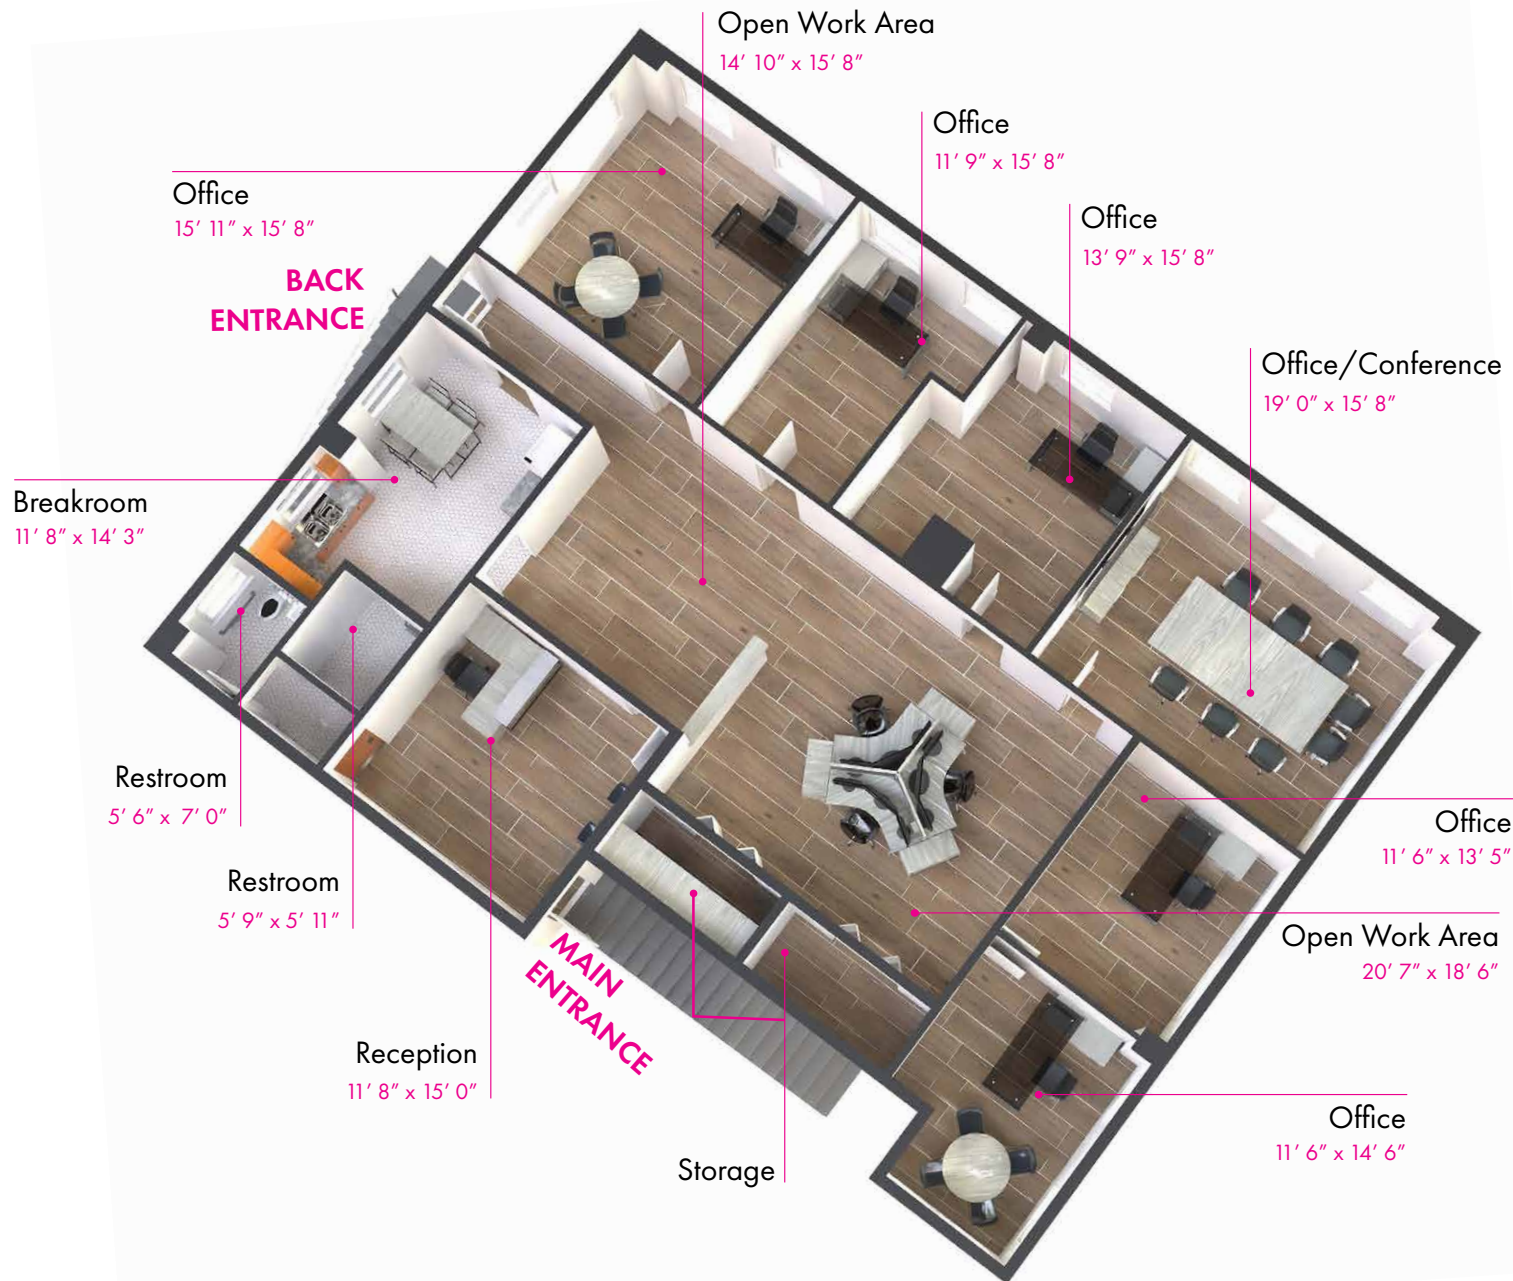 Open Work Area
14' 10" x 15' 8"
Office
11' 9" x 15' 8"
Office
15' 11" x 15' 8"
Office
13' 9" x 15' 8"
BACK
ENTRANCE
Office/Conference
19' 0" x 15' 8"
Breakroom
11' 8" x 14' 3"
Restroom
5' 6" x 7' 0"
Office
11' 6" x 13' 5"
Restroom
5' 9" x 5' 11"
Open Work Area
20' 7" x 18' 6"
MAIN
ENTRANCE
Reception
11' 8" x 15' 0"
Office
11' 6" x 14' 6"
Storage